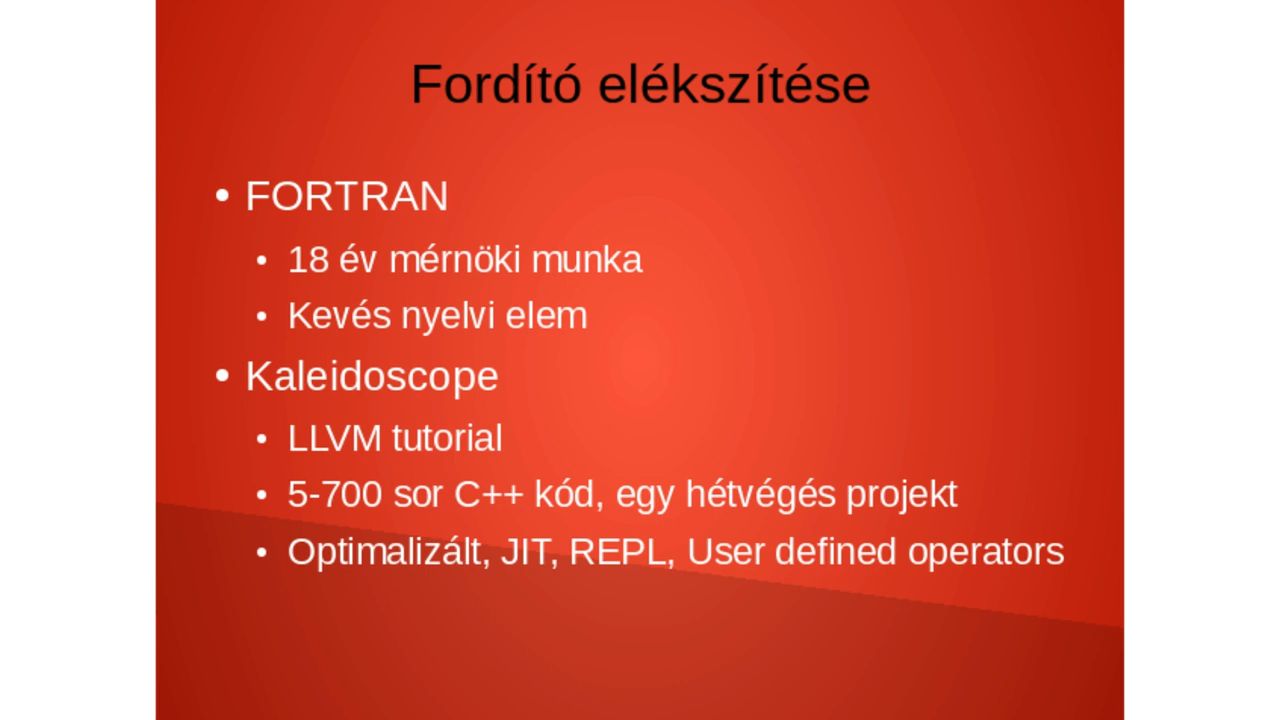 Fordító elékszítése
• FORTRAN
• 18 év mérnöki munka
• Kevés nyelvi elem
• Kaleidoscope
• LLVM tutorial
• 5-700 sor C++ kód, egy hétvégés projekt
• Optimalizált, JIT, REPL, User defined operators